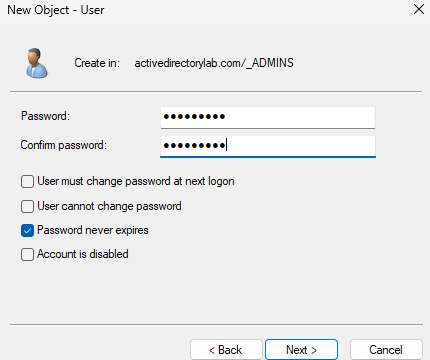 New Object - User
Create in: activedirectorylab.com/_ADMINS
Password: •••••••••
Confirm password: •••••••••
User must change password at next logon
User cannot change password
Password never expires
Account is disabled
< Back Next > Cancel